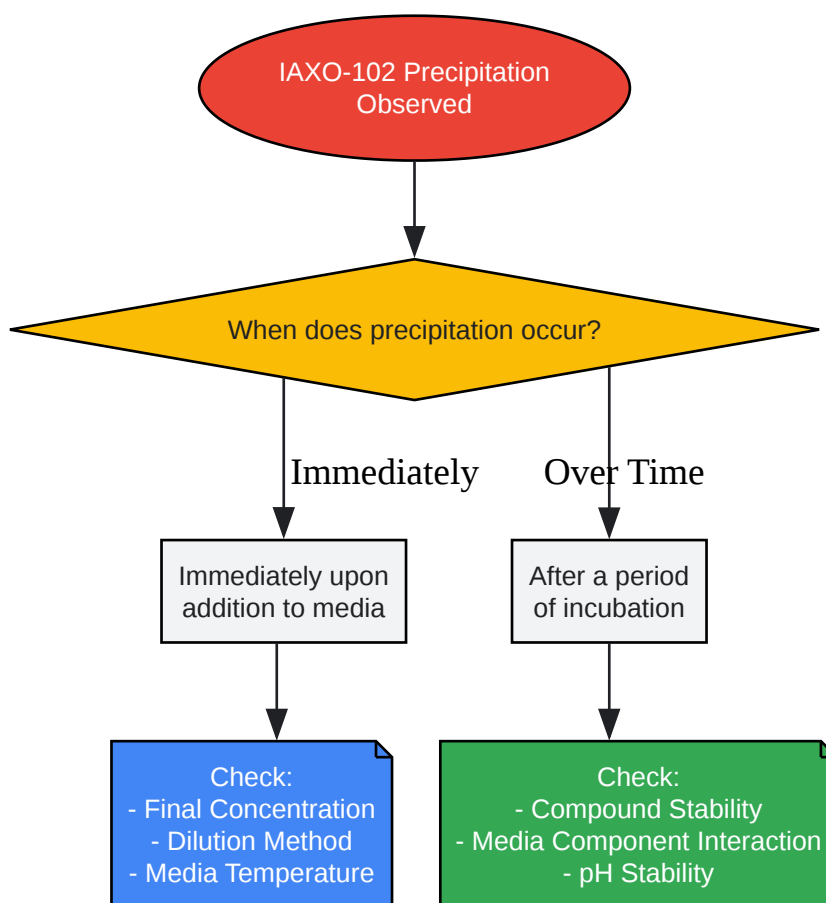 IAXO-102 Precipitation
Observed
When does precipitation occur?
Immediately
Over Time
Immediately upon
addition to media
After a period
of incubation
Check:
- Final Concentration
- Dilution Method
- Media Temperature
Check:
- Compound Stability
- Media Component Interaction
- pH Stability